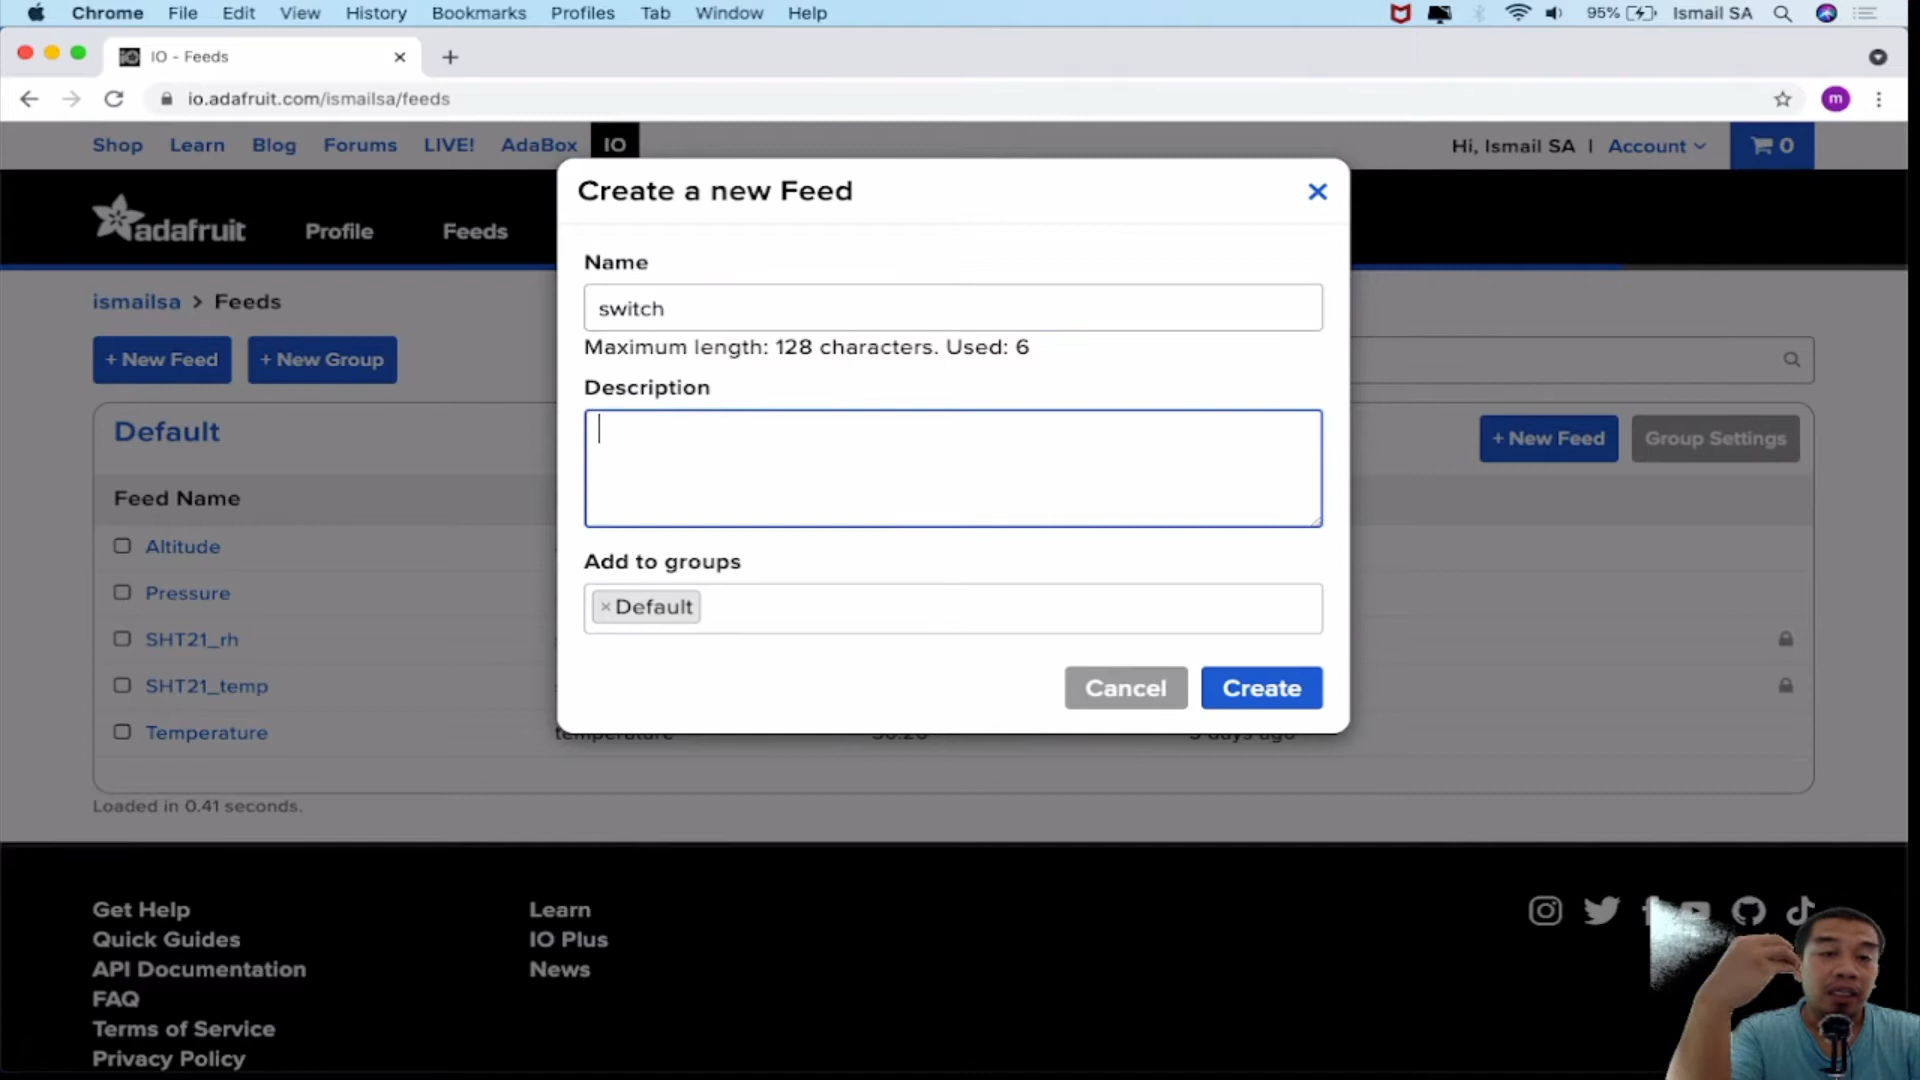 Chrome File Edit View History Bookmarks Profiles Tab Window Help 95% Ismail SA
IO - Feeds
io.adafruit.com/ismailsa/feeds m
Shop Learn Blog Forums LIVE! AdaBox IO Hi, Ismail SA | Account 0
adafruit Profile Feeds
ismailsa > Feeds
+ New Feed + New Group
Default + New Feed Group Settings
Feed Name
Altitude
Pressure
SHT21_rh
SHT21_temp
Temperature temperature days ago
Loaded in 0.41 seconds.
Create a new Feed
Name
switch
Maximum length: 128 characters. Used: 6
Description
Add to groups
× Default
Cancel Create
Get Help
Quick Guides
API Documentation
FAQ
Terms of Service
Privacy Policy
Learn
IO Plus
News